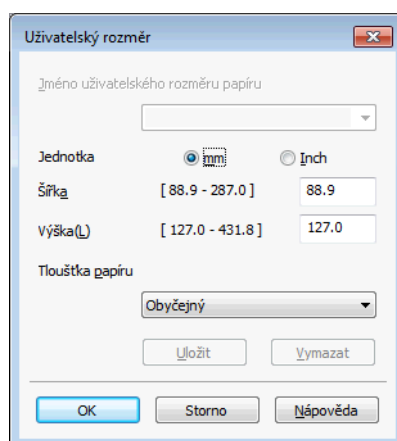 Uživatelský rozměr
Jméno uživatelského rozměru papíru
Jednotka mm Inch
Šířka [ 88.9 - 287.0 ] 88.9
Výška(L) [ 127.0 - 431.8 ] 127.0
Tloušťka papíru
Obyčejný
Uložit Vymazat
OK Storno Nápověda